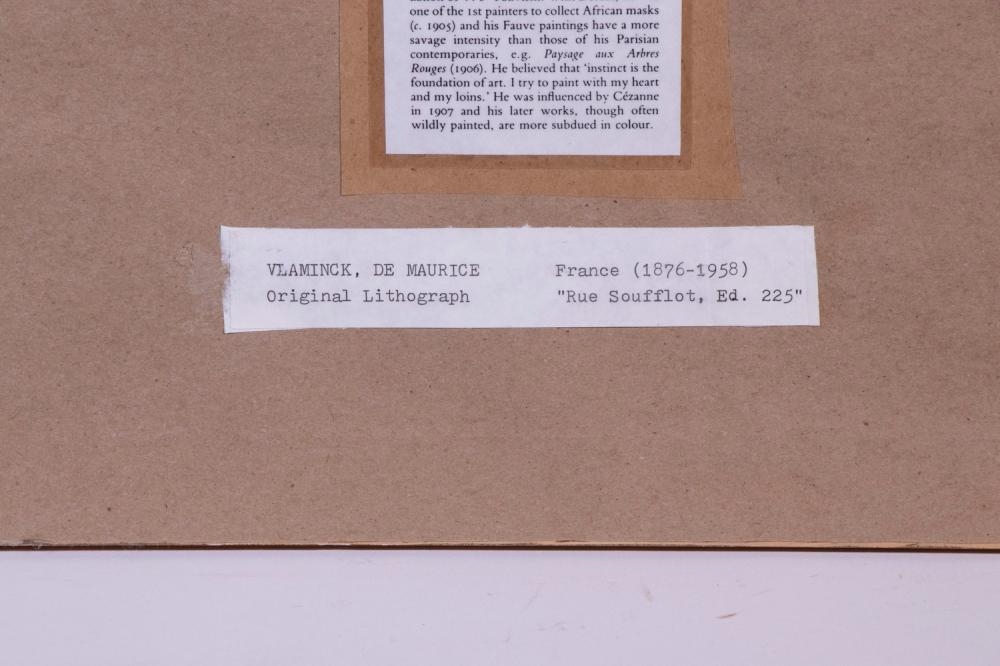 one of the 1st painters to collect African masks
(c. 1905) and his Fauve paintings have a more
savage intensity than those of his Parisian
contemporaries, e.g. Paysage aux Arbres
Rouges (1906). He believed that 'instinct is the
foundation of art. I try to paint with my heart
and my loins.' He was influenced by Cézanne
in 1907 and his later works, though often
wildly painted, are more subdued in colour.
VLAMINCK, DE MAURICE France (1876-1958)
Original Lithograph "Rue Soufflot, Ed. 225"